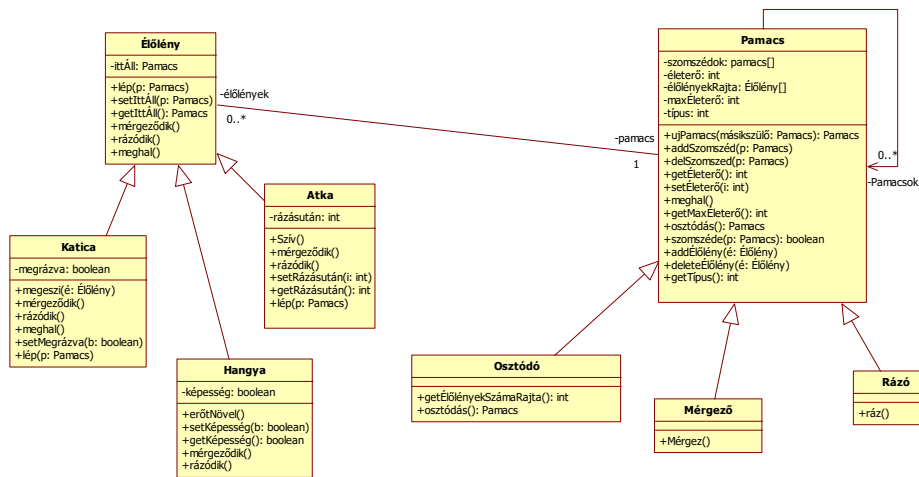 Élőlény
-ittÁll: Pamacs
+lép(p: Pamacs)
+setIttÁll(p: Pamacs)
+getIttÁll(): Pamacs
+mérgeződik()
+rázódik()
+meghal()
-élőlények
0..*
-pamacs
1
Pamacs
-szomszédok: pamacs[]
-életerő: int
-élőlényekRajta: Élőlény[]
-maxÉleterő: int
-típus: int
+ujPamacs(másikszülő: Pamacs): Pamacs
+addSzomszéd(p: Pamacs)
+delSzomszed(p: Pamacs)
+getÉleterő(): int
+setÉleterő(i: int)
+meghal()
+getMaxÉleterő(): int
+osztódás(): Pamacs
+szomszéde(p: Pamacs): boolean
+addÉlőlény(é: Élőlény)
+deleteÉlőlény(é: Élőlény)
+getTípus(): int
0..*
-Pamacsok
Atka
-rázásután: int
+Szív()
+mérgeződik()
+rázódik()
+setRázásután(i: int)
+getRázásután(): int
+lép(p: Pamacs)
Katica
-megrázva: boolean
+megeszi(é: Élőlény)
+mérgeződik()
+rázódik()
+meghal()
+setMegrázva(b: boolean)
+lép(p: Pamacs)
Hangya
-képesség: boolean
+erőtNövel()
+setKépesség(b: boolean)
+getKépesség(): boolean
+mérgeződik()
+rázódik()
Osztódó
+getÉlőlényekSzámaRajta(): int
+osztódás(): Pamacs
Mérgező
+Mérgez()
Rázó
+ráz()